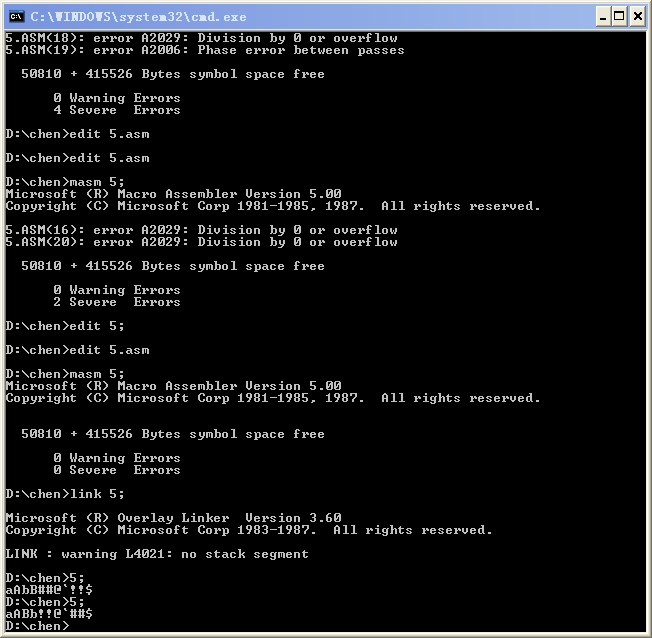 C:\WINDOWS\system32\cmd.exe
5.ASM(18): error A2029: Division by 0 or overflow
5.ASM(19): error A2006: Phase error between passes
50810 + 415526 Bytes symbol space free
0 Warning Errors
4 Severe  Errors
D:\chen>edit 5.asm
D:\chen>edit 5.asm
D:\chen>masm 5;
Microsoft (R) Macro Assembler Version 5.00
Copyright (C) Microsoft Corp 1981-1985, 1987.  All rights reserved.
5.ASM(16): error A2029: Division by 0 or overflow
5.ASM(20): error A2029: Division by 0 or overflow
50810 + 415526 Bytes symbol space free
0 Warning Errors
2 Severe  Errors
D:\chen>edit 5;
D:\chen>edit 5.asm
D:\chen>masm 5;
Microsoft (R) Macro Assembler Version 5.00
Copyright (C) Microsoft Corp 1981-1985, 1987.  All rights reserved.
50810 + 415526 Bytes symbol space free
0 Warning Errors
0 Severe  Errors
D:\chen>link 5;
Microsoft (R) Overlay Linker  Version 3.60
Copyright (C) Microsoft Corp 1983-1987.  All rights reserved.
LINK : warning L4021: no stack segment
D:\chen>5;
aAbB##@`!!$
D:\chen>5;
aABb!!@`##$
D:\chen>